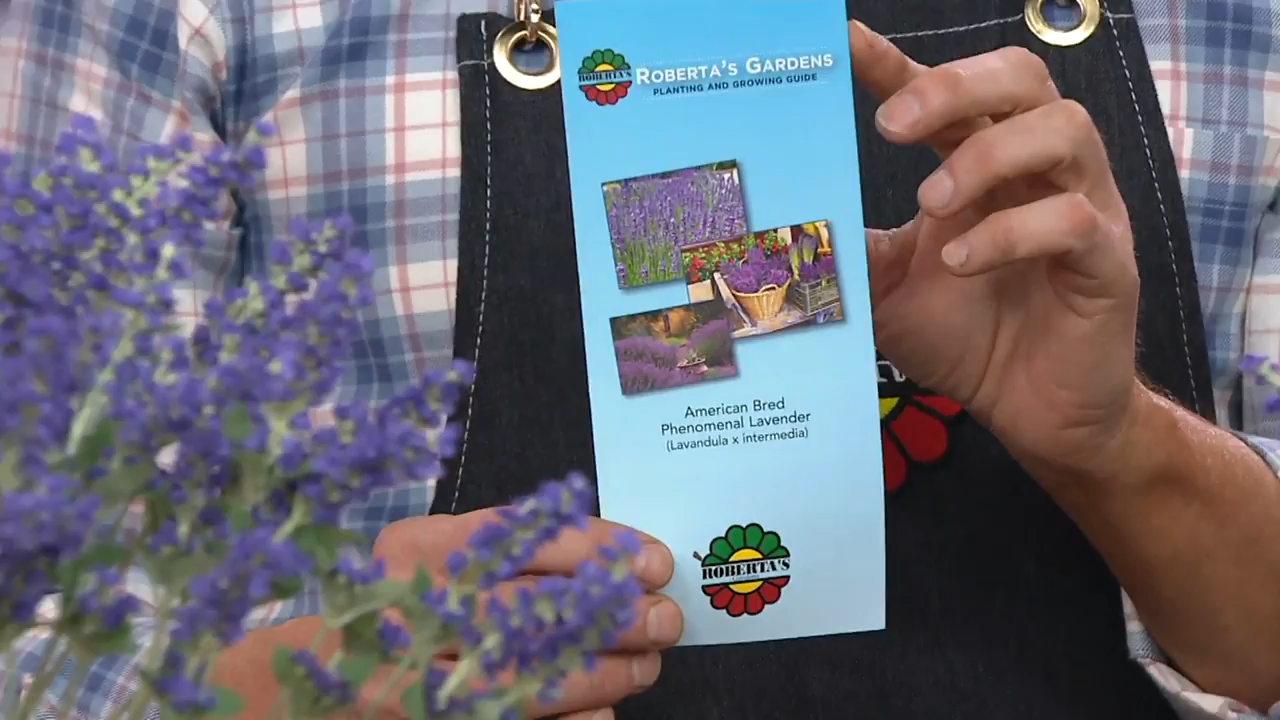 ROBERTA'S
ROBERTA'S GARDENS
PLANTING AND GROWING GUIDE
American Bred
Phenomenal Lavender
(Lavandula x intermedia)
ROBERTA'S